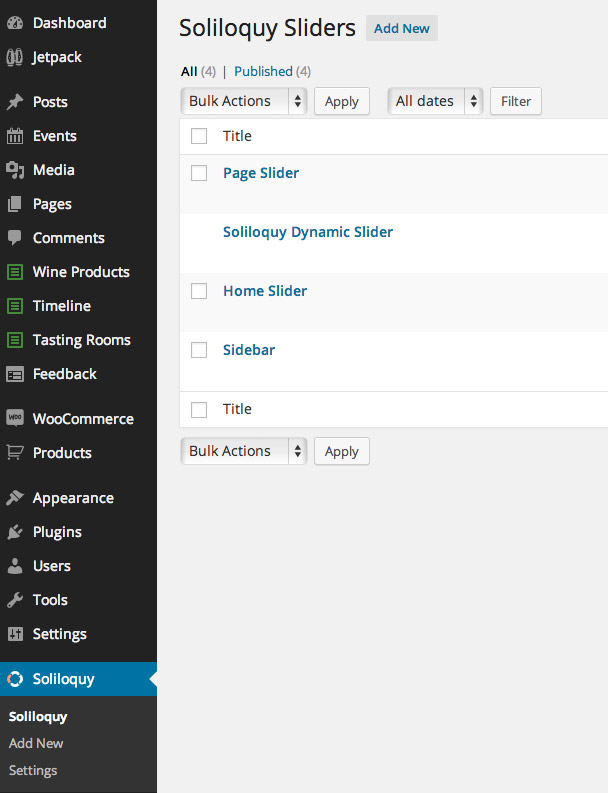 Dashboard
Jetpack
Posts
Events
Media
Pages
Comments
Wine Products
Timeline
Tasting Rooms
Feedback
WOO WooCommerce
Products
Appearance
Plugins
Users
Tools
Settings
Soliloquy
Soliloquy
Add New
Settings
Soliloquy Sliders Add New
All (4) | Published (4)
Bulk Actions Apply All dates Filter
Title
Page Slider
Soliloquy Dynamic Slider
Home Slider
Sidebar
Title
Bulk Actions Apply